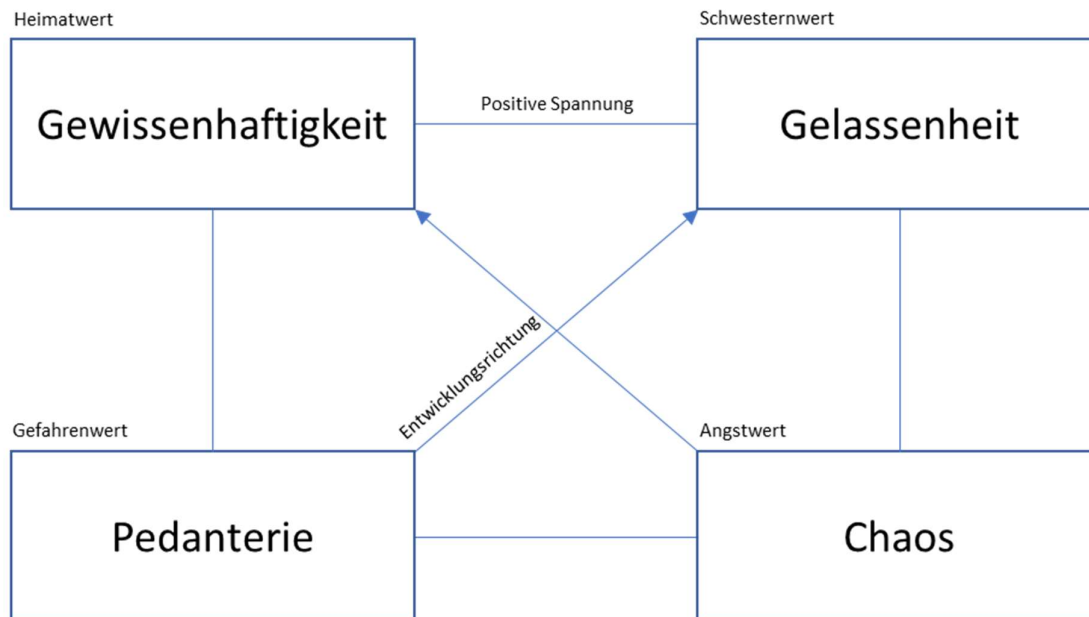 Heimatwert
Schwesternwert
Gewissenhaftigkeit
Positive Spannung
Gelassenheit
Entwicklungsrichtung
Gefahrenwert
Angstwert
Pedanterie
Chaos